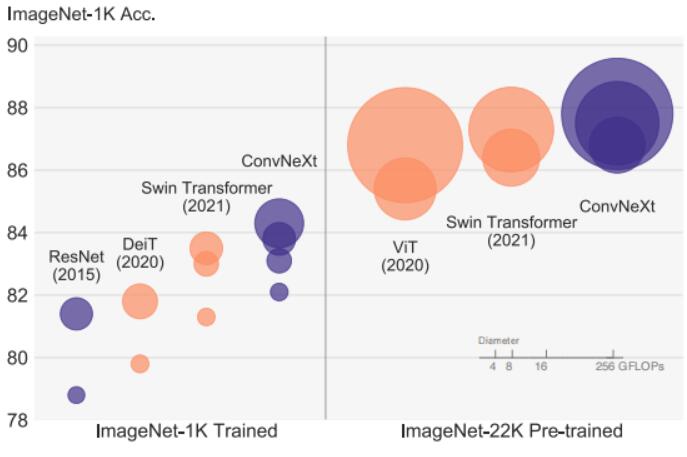 ImageNet-1K Acc.
90
88
86
84
82
80
78
ConvNeXt
Swin Transformer
(2021)
DeiT
(2020)
ResNet
(2015)
ViT
(2020)
Swin Transformer
(2021)
ConvNeXt
Diameter
4 8 16 256 GFLOPs
ImageNet-1K Trained
ImageNet-22K Pre-trained